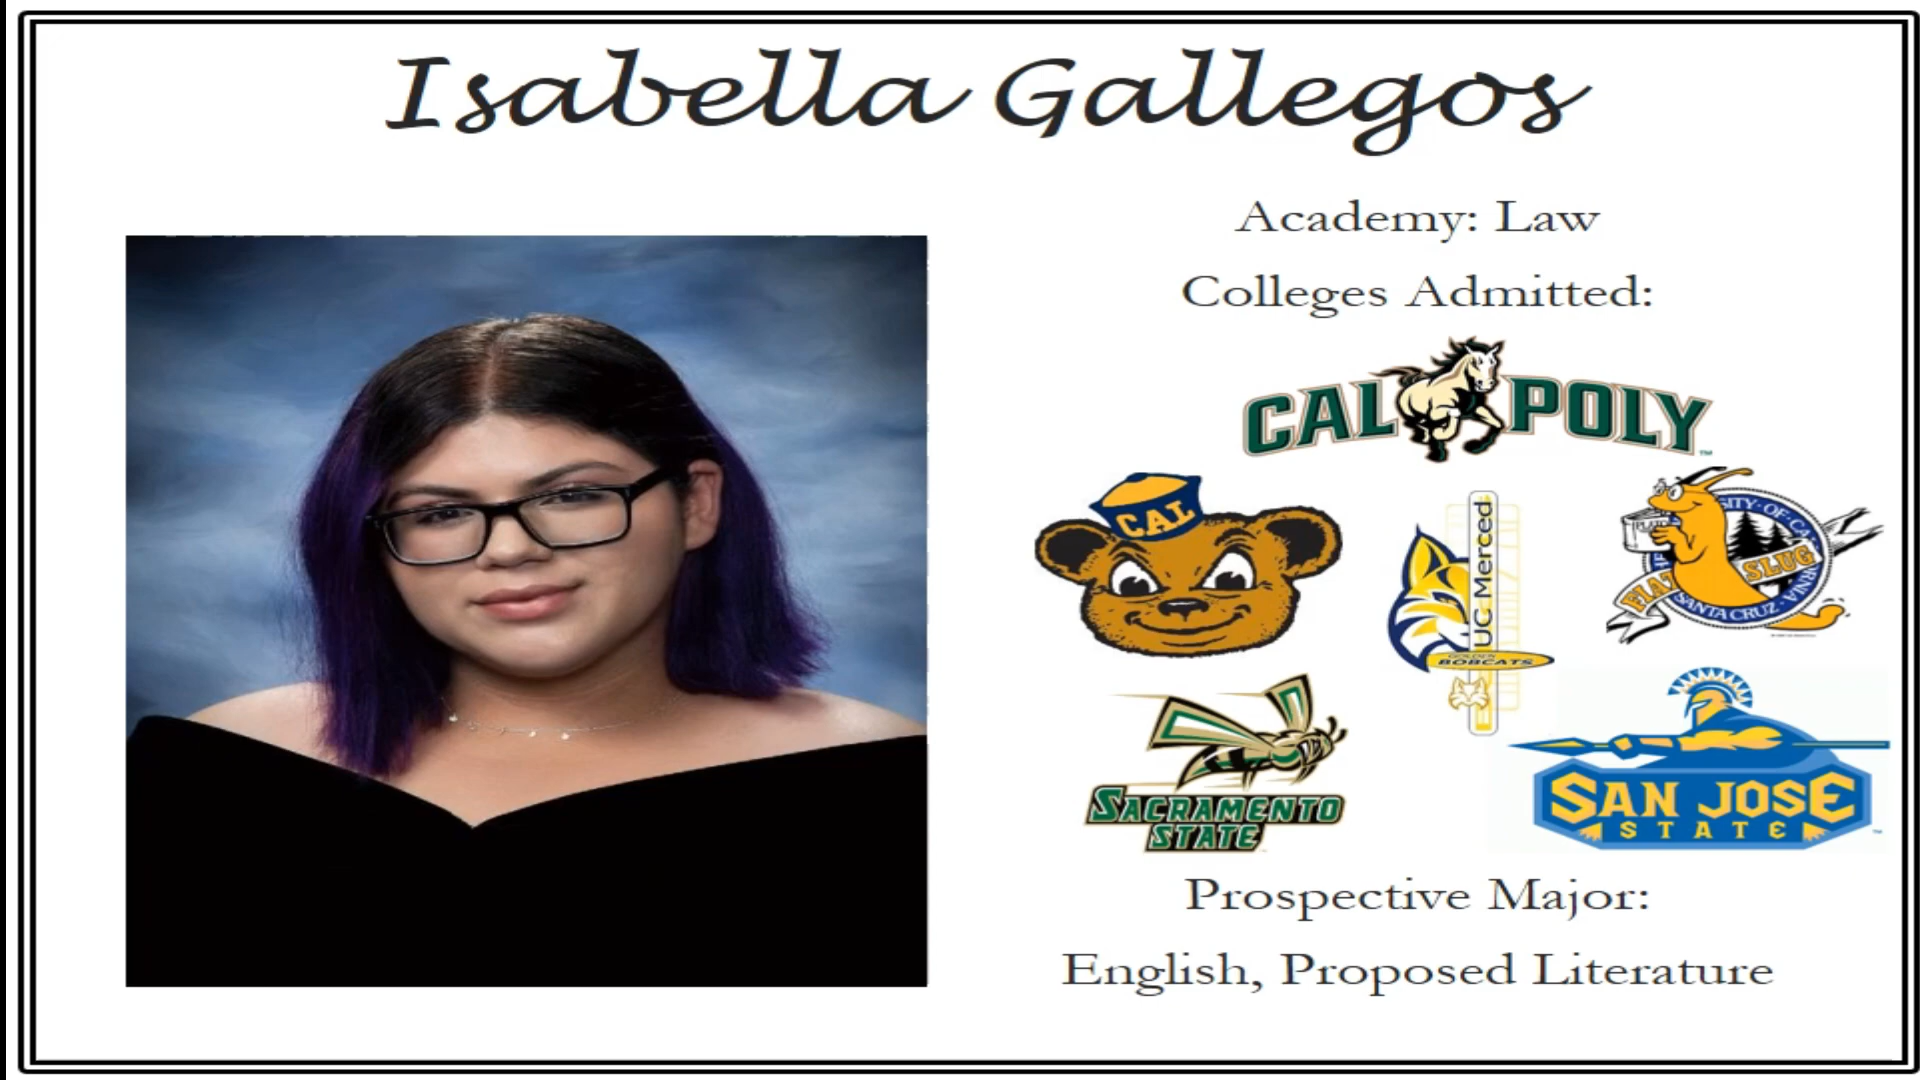 Isabella Gallegos
Academy: Law
Colleges Admitted:
CAL POLY
CAL
UC Merced
GOLDEN
BOBCATS
FIAT SLUG
SANTA CRUZ
SACRAMENTO
STATE
SAN JOSE
STATE
Prospective Major:
English, Proposed Literature